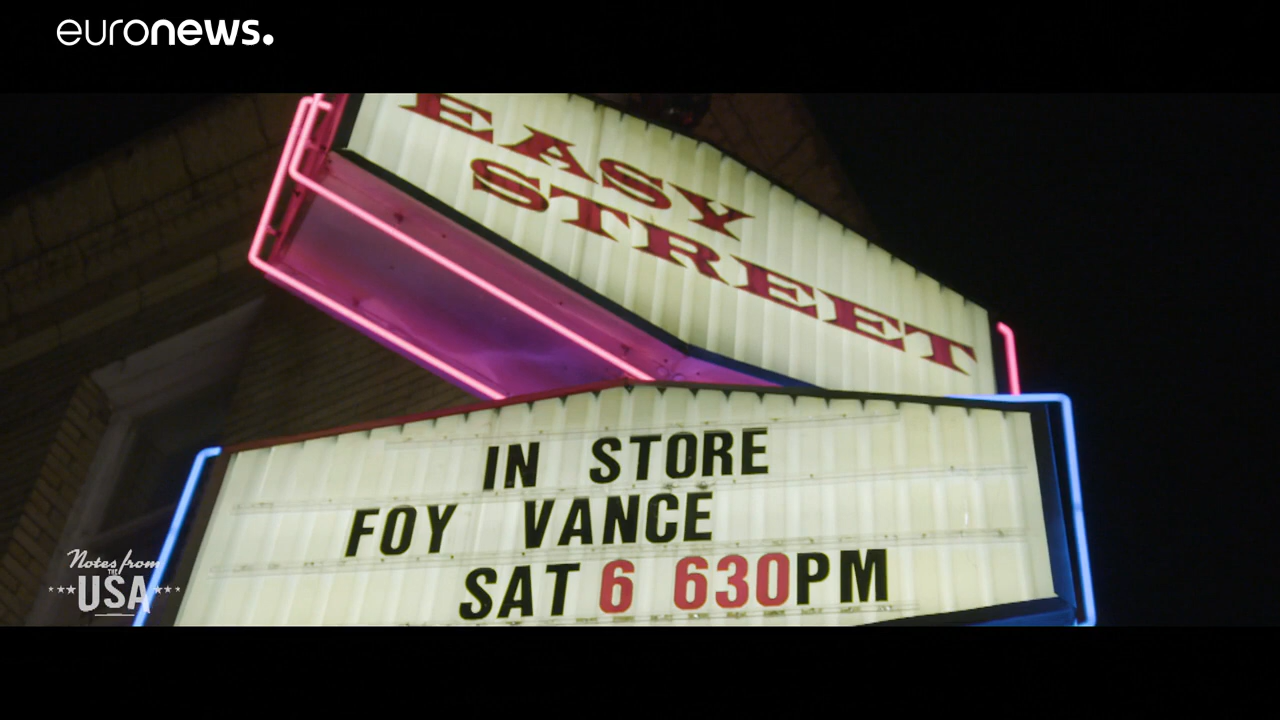 euronews.
EASY
STREET
IN STORE
FOY VANCE
SAT 6 630PM
Notes from
THE
USA